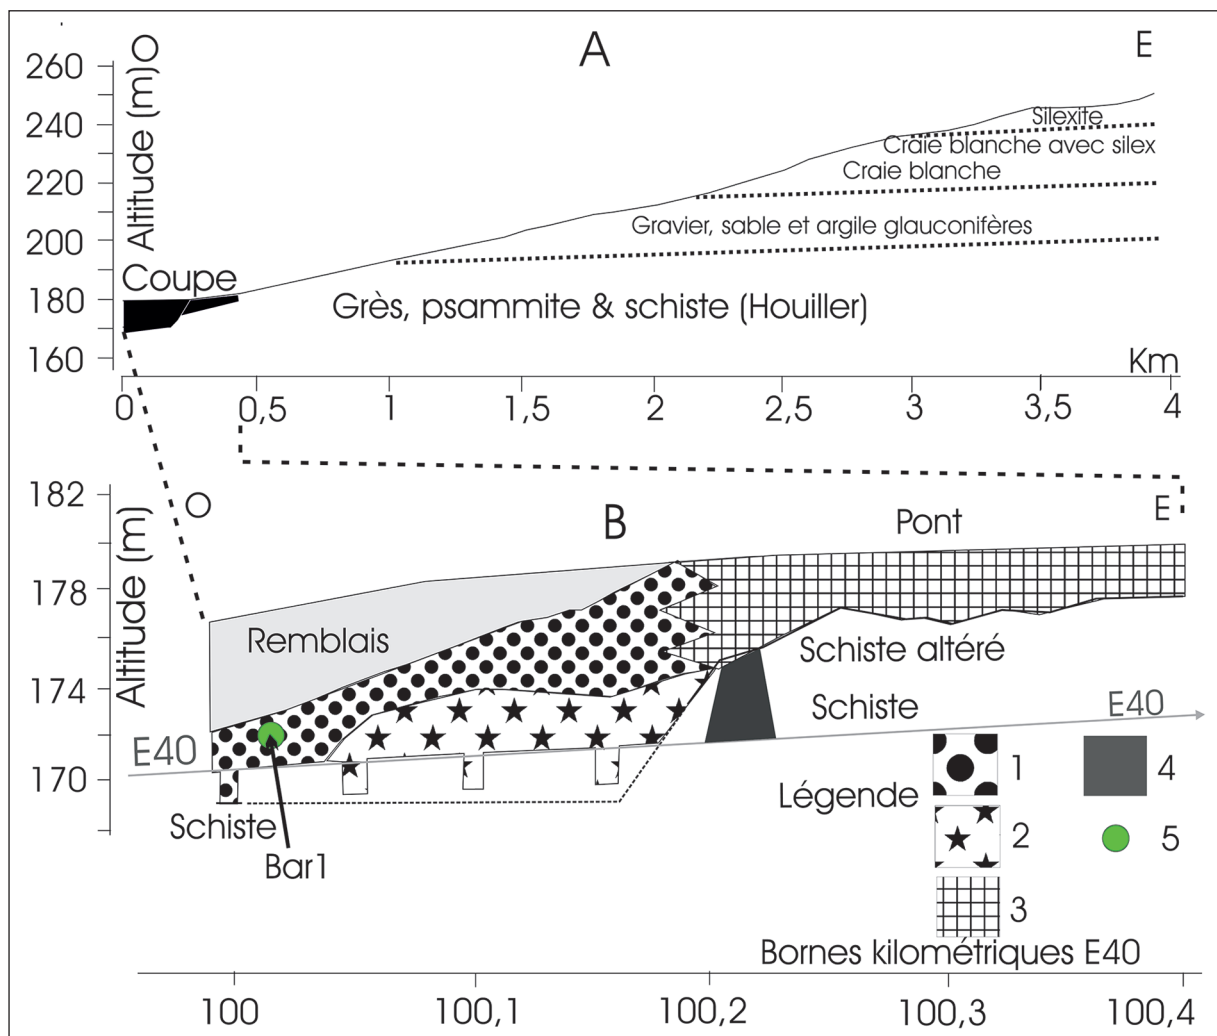 A
O
E
Altitude (m)
260
240
220
200
180
160
Silexite
Craie blanche avec silex
Craie blanche
Gravier, sable et argile glauconifères
Coupe
Grès, psammite & schiste (Houiller)
Km
0
0,5
1
1,5
2
2,5
3
3,5
4
182
178
174
170
Altitude (m)
O
B
Pont
E
Remblais
Schiste altéré
Schiste
E40
E40
Schiste
Bar1
Légende
1
4
2
5
3
Bornes kilométriques E40
100
100,1
100,2
100,3
100,4